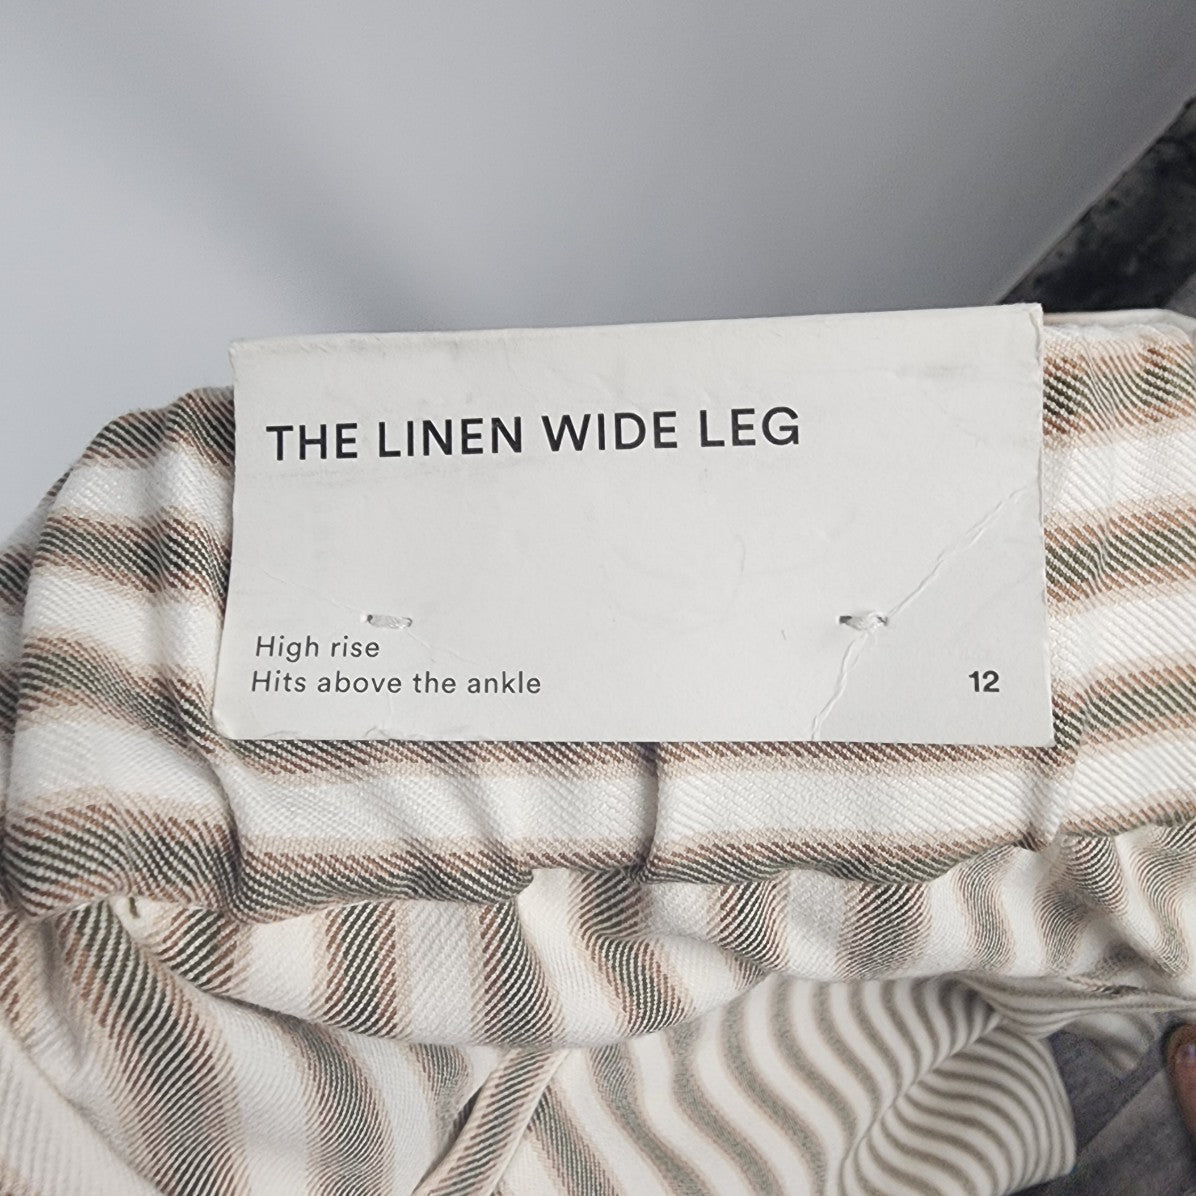 THE LINEN WIDE LEG
High rise
Hits above the ankle
12